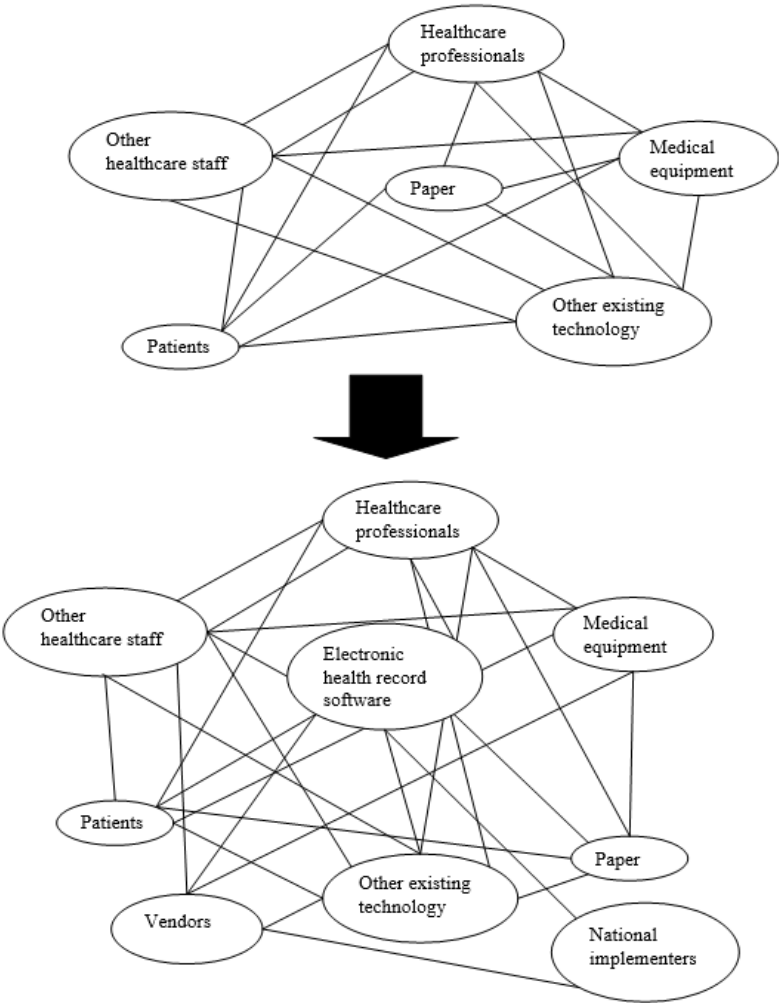 Healthcare
professionals
Other
healthcare staff
Medical
equipment
Paper
Other existing
technology
Patients
Healthcare
professionals
Other
healthcare staff
Medical
equipment
Electronic
health record
software
Patients
Paper
Other existing
technology
Vendors
National
implementers